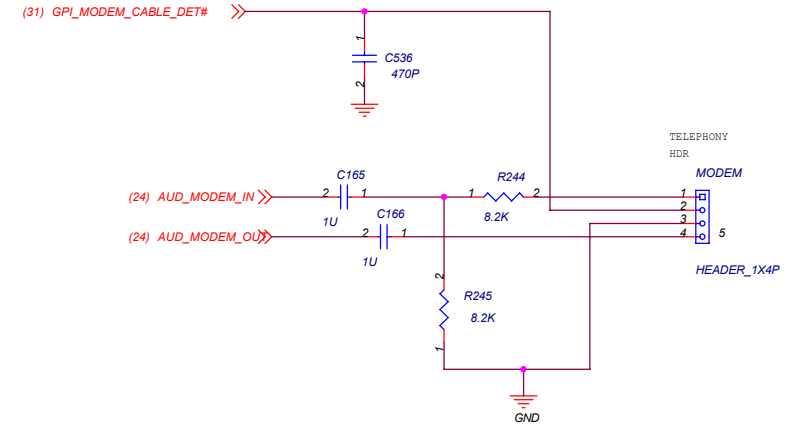 (31) GPI_MODEM_CABLE_DET#
1
C536
470P
2
TELEPHONY
HDR
MODEM
C165
R244
(24) AUD_MODEM_IN
2 1
1 2
1
1U
8.2K
2
C166
3
(24) AUD_MODEM_OUT
2 1
4
5
1U
HEADER_1X4P
2
R245
8.2K
1
GND